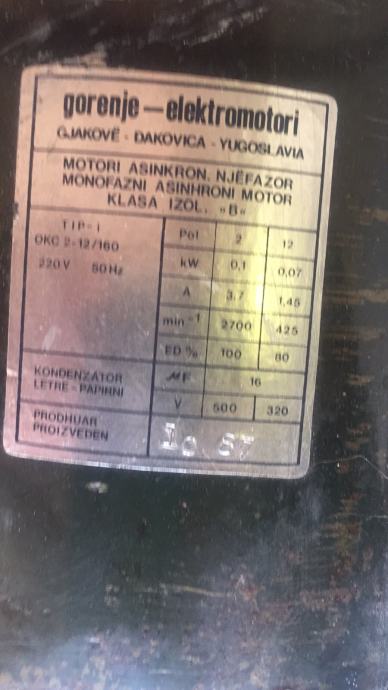 gorenje – elektromotori
GJAKOVË - ĐAKOVICA - YUGOSLAVIA
MOTORI ASINKRON. NJËFAZOR
MONOFAZNI ASINHRONI MOTOR
KLASA IZOL. »B«
TIP-I
OKC 2-12/160
220V 50Hz
Pol 2 12
kW 0,1 0,07
A 3,7 1,45
min⁻¹ 2700 425
ED % 100 80
KONDENZATOR
LETRE - PAPIRNI
μF 16
V 500 320
PRODHUAR
PROIZVEDEN